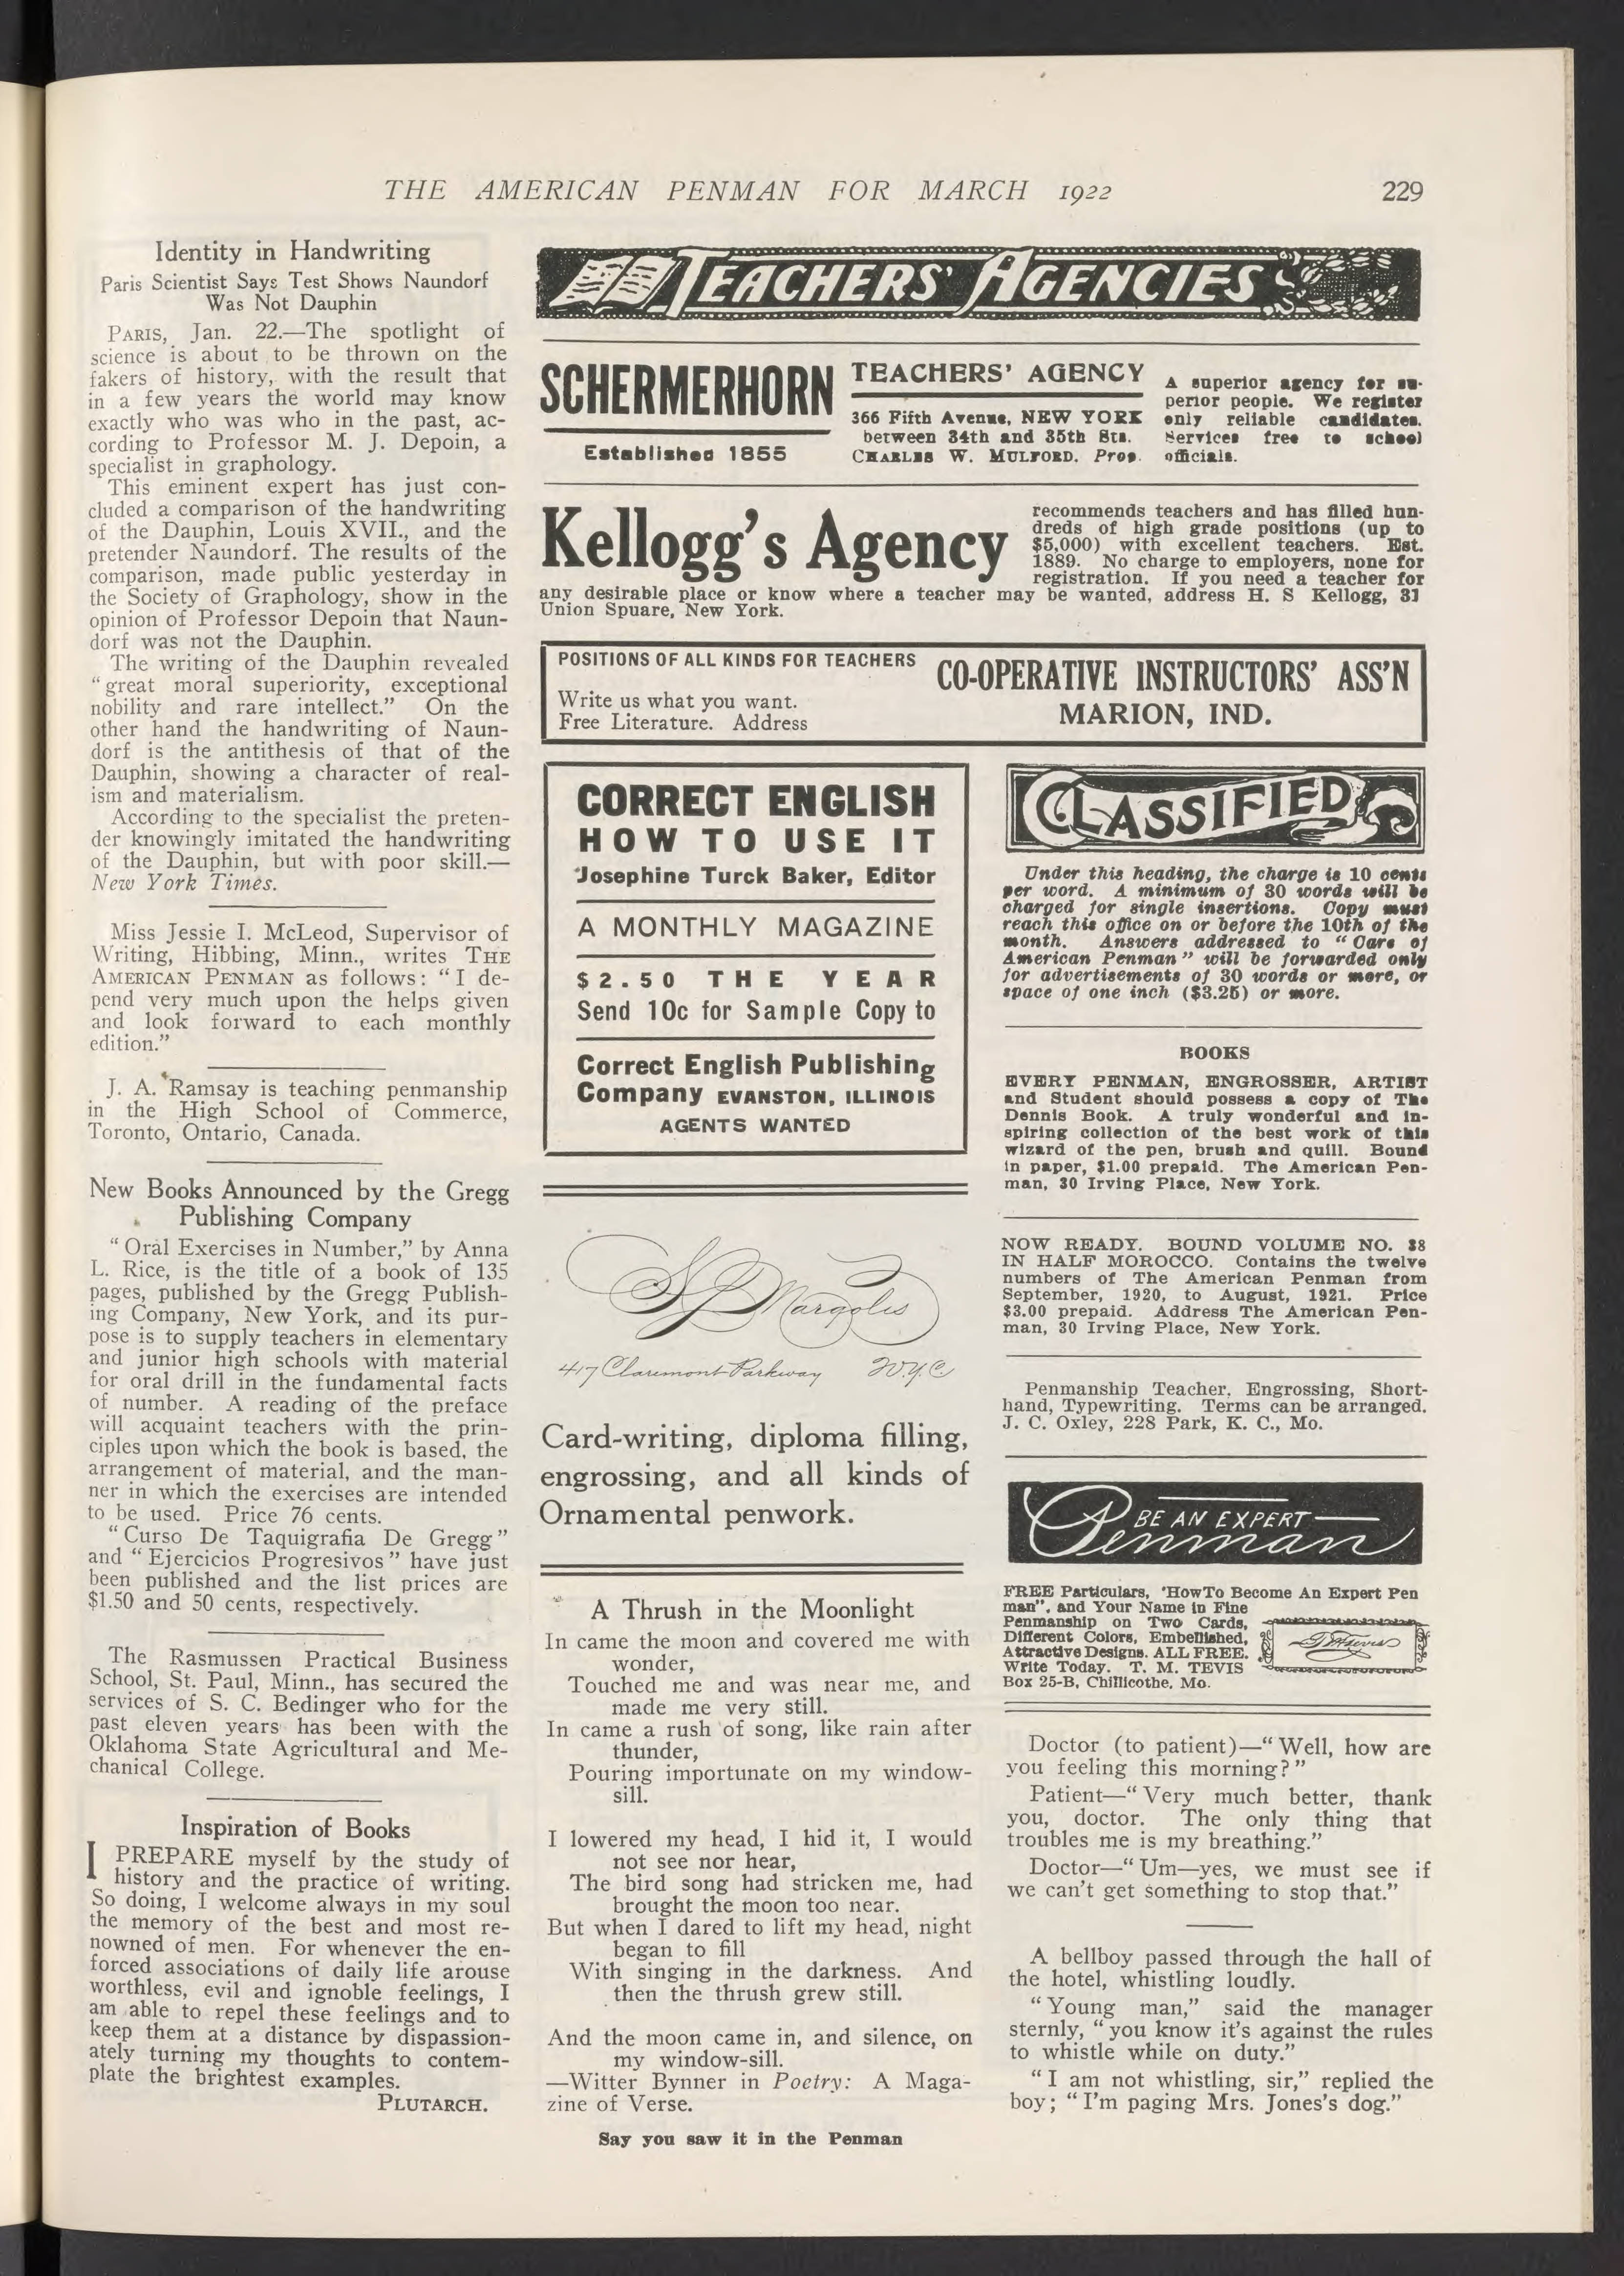 THE AMERICAN PENMAN FOR MARCH 1922
229
Identity in Handwriting
Paris Scientist Says Test Shows Naundorf
Was Not Dauphin
PARIS, Jan. 22.—The spotlight of
science is about to be thrown on the
fakers of history, with the result that
in a few years the world may know
exactly who was who in the past, ac-
cording to Professor M. J. Depoin, a
specialist in graphology.
This eminent expert has just con-
cluded a comparison of the handwriting
of the Dauphin, Louis XVII., and the
pretender Naundorf. The results of the
comparison, made public yesterday in
the Society of Graphology, show in the
opinion of Professor Depoin that Naun-
dorf was not the Dauphin.
The writing of the Dauphin revealed
“great moral superiority, exceptional
nobility and rare intellect.” On the
other hand the handwriting of Naun-
dorf is the antithesis of that of the
Dauphin, showing a character of real-
ism and materialism.
According to the specialist the preten-
der knowingly imitated the handwriting
of the Dauphin, but with poor skill.—
New York Times.
Miss Jessie I. McLeod, Supervisor of
Writing, Hibbing, Minn., writes THE
AMERICAN PENMAN as follows: “I de-
pend very much upon the helps given
and look forward to each monthly
edition.”
J. A. Ramsay is teaching penmanship
in the High School of Commerce,
Toronto, Ontario, Canada.
New Books Announced by the Gregg
Publishing Company
“Oral Exercises in Number,” by Anna
L. Rice, is the title of a book of 135
pages, published by the Gregg Publish-
ing Company, New York, and its pur-
pose is to supply teachers in elementary
and junior high schools with material
for oral drill in the fundamental facts
of number. A reading of the preface
will acquaint teachers with the prin-
ciples upon which the book is based, the
arrangement of material, and the man-
ner in which the exercises are intended
to be used. Price 76 cents.
“Curso De Taquigrafia De Gregg”
and “Ejercicios Progresivos” have just
been published and the list prices are
$1.50 and 50 cents, respectively.
The Rasmussen Practical Business
School, St. Paul, Minn., has secured the
services of S. C. Bedinger who for the
past eleven years has been with the
Oklahoma State Agricultural and Me-
chanical College.
Inspiration of Books
I PREPARE myself by the study of
history and the practice of writing.
So doing, I welcome always in my soul
the memory of the best and most re-
nowned of men. For whenever the en-
forced associations of daily life arouse
worthless, evil and ignoble feelings, I
am able to repel these feelings and to
keep them at a distance by dispassion-
ately turning my thoughts to contem-
plate the brightest examples.
PLUTARCH.
TEACHERS' AGENCIES
SCHERMERHORN
Established 1855
TEACHERS' AGENCY
366 Fifth Avenue, NEW YORK
between 34th and 35th Sts.
CHARLES W. MULFORD, Prop.
A superior agency for su-
perior people. We register
only reliable candidates.
Services free to school
officials.
Kellogg's Agency
recommends teachers and has filled hun-
dreds of high grade positions (up to
$5,000) with excellent teachers. Est.
1889. No charge to employers, none for
registration. If you need a teacher for
any desirable place or know where a teacher may be wanted, address H. S Kellogg, 31
Union Spuare, New York.
POSITIONS OF ALL KINDS FOR TEACHERS
Write us what you want.
Free Literature. Address
CO-OPERATIVE INSTRUCTORS' ASS'N
MARION, IND.
CORRECT ENGLISH
HOW TO USE IT
Josephine Turck Baker, Editor
A MONTHLY MAGAZINE
$2.50 THE YEAR
Send 10c for Sample Copy to
Correct English Publishing
Company EVANSTON, ILLINOIS
AGENTS WANTED
S D Margolis
417 Claremont Parkway N.Y.C
Card-writing, diploma filling,
engrossing, and all kinds of
Ornamental penwork.
A Thrush in the Moonlight
In came the moon and covered me with
wonder,
Touched me and was near me, and
made me very still.
In came a rush of song, like rain after
thunder,
Pouring importunate on my window-
sill.
I lowered my head, I hid it, I would
not see nor hear,
The bird song had stricken me, had
brought the moon too near.
But when I dared to lift my head, night
began to fill
With singing in the darkness. And
then the thrush grew still.
And the moon came in, and silence, on
my window-sill.
—Witter Bynner in Poetry: A Maga-
zine of Verse.
Say you saw it in the Penman
CLASSIFIED
Under this heading, the charge is 10 cents
per word. A minimum of 30 words will be
charged for single insertions. Copy must
reach this office on or before the 10th of the
month. Answers addressed to “Care of
American Penman” will be forwarded only
for advertisements of 30 words or more, or
space of one inch ($3.25) or more.
BOOKS
EVERY PENMAN, ENGROSSER, ARTIST
and Student should possess a copy of The
Dennis Book. A truly wonderful and in-
spiring collection of the best work of this
wizard of the pen, brush and quill. Bound
in paper, $1.00 prepaid. The American Pen-
man, 30 Irving Place, New York.
NOW READY. BOUND VOLUME NO. 38
IN HALF MOROCCO. Contains the twelve
numbers of The American Penman from
September, 1920, to August, 1921. Price
$3.00 prepaid. Address The American Pen-
man, 30 Irving Place, New York.
Penmanship Teacher, Engrossing, Short-
hand, Typewriting. Terms can be arranged.
J. C. Oxley, 228 Park, K. C., Mo.
BE AN EXPERT
Penman
FREE Particulars, 'HowTo Become An Expert Pen
man”, and Your Name in Fine
Penmanship on Two Cards,
Different Colors, Embellished,
Attractive Designs. ALL FREE.
Write Today. T. M. TEVIS
Box 25-B, Chillicothe, Mo.
T M Tevis
Doctor (to patient)—“Well, how are
you feeling this morning?”
Patient—“Very much better, thank
you, doctor. The only thing that
troubles me is my breathing.”
Doctor—“Um—yes, we must see if
we can't get something to stop that.”
A bellboy passed through the hall of
the hotel, whistling loudly.
“Young man,” said the manager
sternly, “you know it's against the rules
to whistle while on duty.”
“I am not whistling, sir,” replied the
boy; “I'm paging Mrs. Jones's dog.”